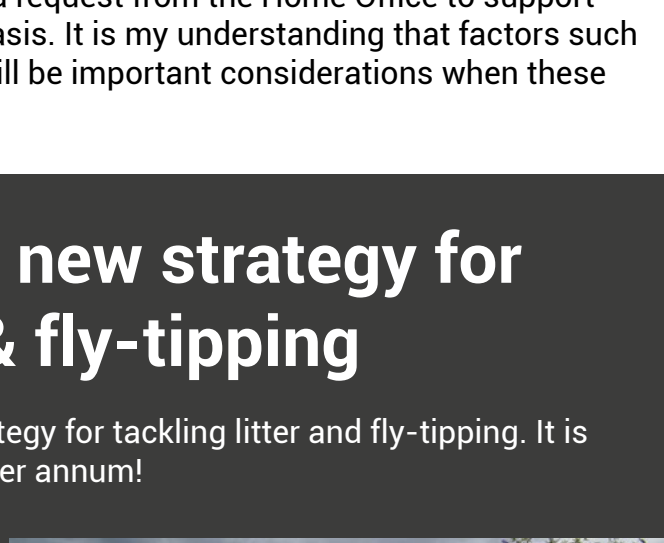 request from the Home Office to support
asis. It is my understanding that factors such
ill be important considerations when these
new strategy for
& fly-tipping
tegy for tackling litter and fly-tipping. It is
er annum!